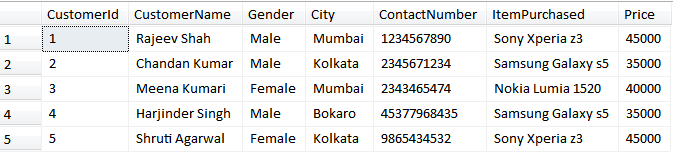 CustomerId CustomerName Gender City ContactNumber ItemPurchased Price
1 1 Rajeev Shah Male Mumbai 1234567890 Sony Xperia z3 45000
2 2 Chandan Kumar Male Kolkata 2345671234 Samsung Galaxy s5 35000
3 3 Meena Kumari Female Mumbai 2343465474 Nokia Lumia 1520 40000
4 4 Harjinder Singh Male Bokaro 45377968435 Samsung Galaxy s5 35000
5 5 Shruti Agarwal Female Kolkata 9865434532 Sony Xperia z3 45000